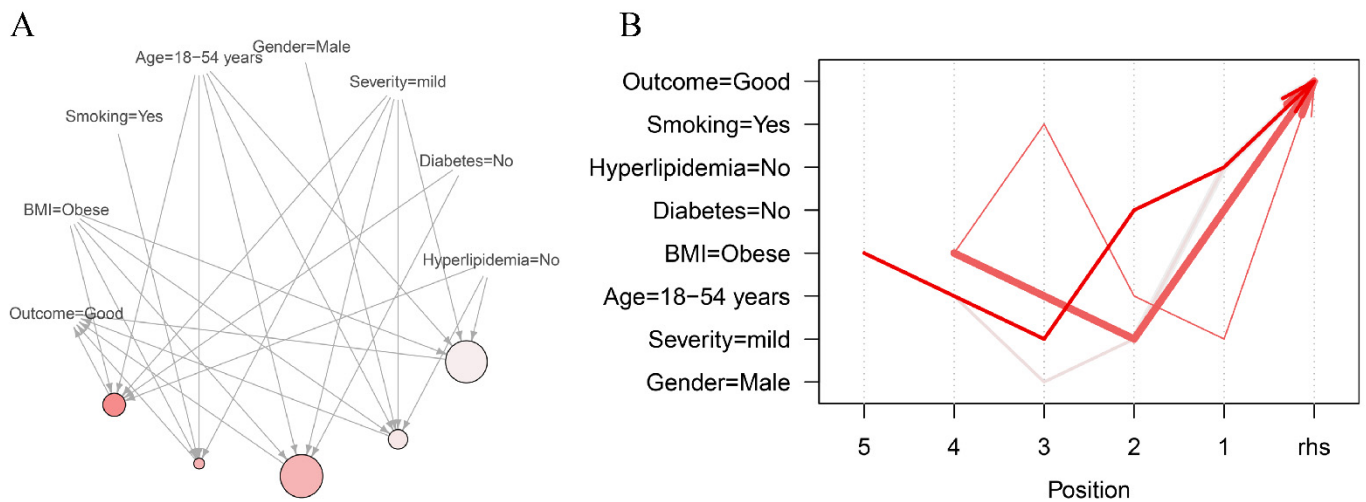 A
Gender=Male
Age=18−54 years
Severity=mild
Smoking=Yes
Diabetes=No
BMI=Obese
Hyperlipidemia=No
Outcome=Good
B
Outcome=Good
Smoking=Yes
Hyperlipidemia=No
Diabetes=No
BMI=Obese
Age=18−54 years
Severity=mild
Gender=Male
5 4 3 2 1 rhs
Position